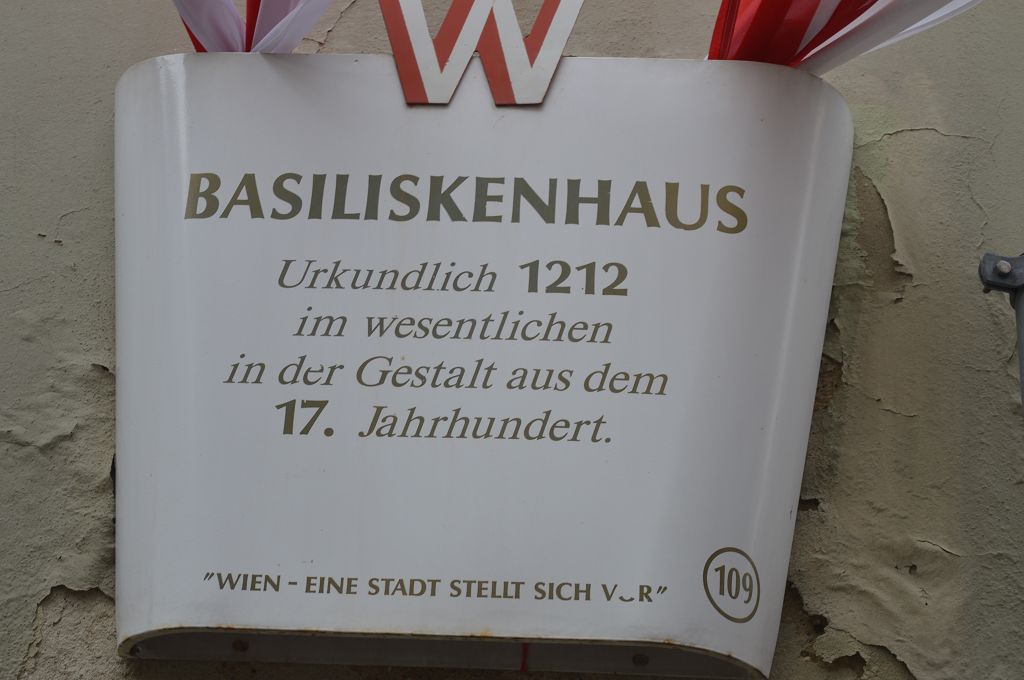 W
BASILISKENHAUS
Urkundlich 1212
im wesentlichen
in der Gestalt aus dem
17. Jahrhundert.
"WIEN - EINE STADT STELLT SICH VOR"
109